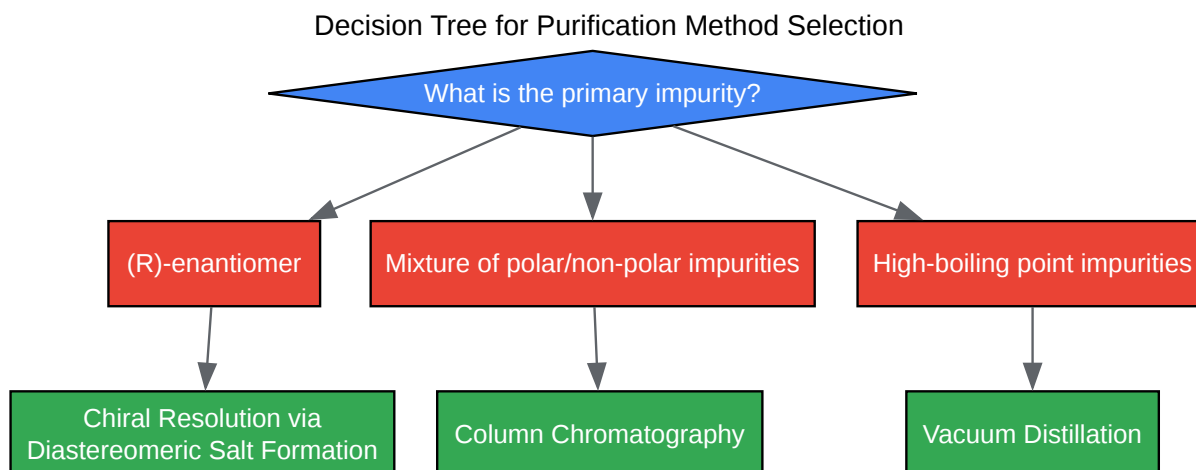 Decision Tree for Purification Method Selection
What is the primary impurity?
(R)-enantiomer
Mixture of polar/non-polar impurities
High-boiling point impurities
Chiral Resolution via
Diastereomeric Salt Formation
Column Chromatography
Vacuum Distillation